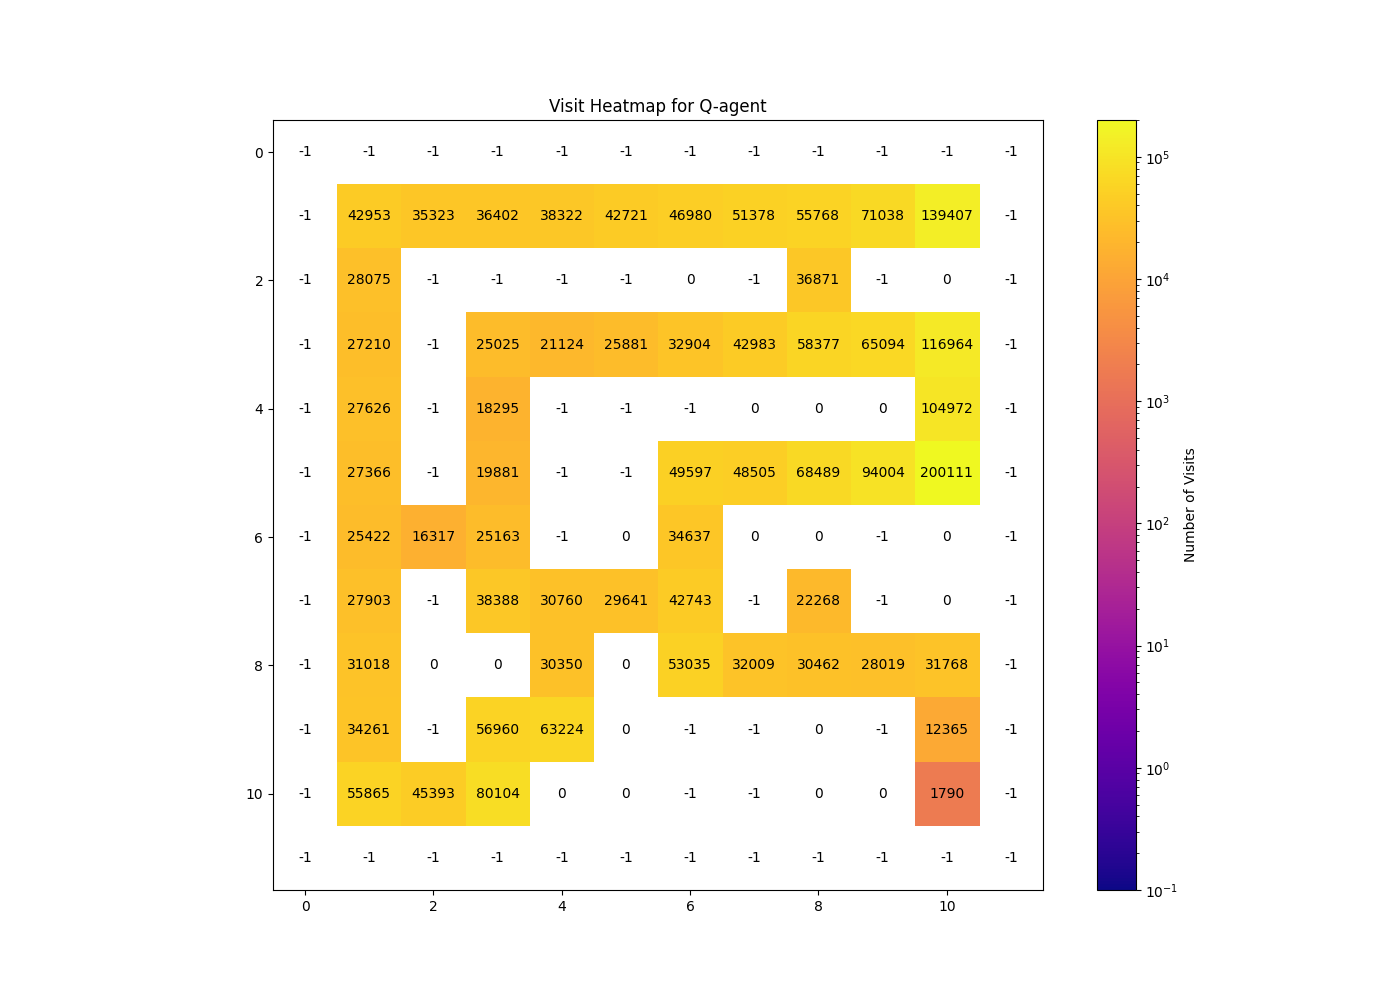 Visit Heatmap for Q-agent
0 -1 -1 -1 -1 -1 -1 -1 -1 -1 -1 -1 -1
-1 42953 35323 36402 38322 42721 46980 51378 55768 71038 139407 -1
2 -1 28075 -1 -1 -1 -1 0 -1 36871 -1 0 -1
-1 27210 -1 25025 21124 25881 32904 42983 58377 65094 116964 -1
4 -1 27626 -1 18295 -1 -1 -1 0 0 0 104972 -1
-1 27366 -1 19881 -1 -1 49597 48505 68489 94004 200111 -1
6 -1 25422 16317 25163 -1 0 34637 0 0 -1 0 -1
-1 27903 -1 38388 30760 29641 42743 -1 22268 -1 0 -1
8 -1 31018 0 0 30350 0 53035 32009 30462 28019 31768 -1
-1 34261 -1 56960 63224 0 -1 -1 0 -1 12365 -1
10 -1 55865 45393 80104 0 0 -1 -1 0 0 1790 -1
-1 -1 -1 -1 -1 -1 -1 -1 -1 -1 -1 -1
0 2 4 6 8 10
10⁵
10⁴
10³
10²
10¹
10⁰
10⁻¹
Number of Visits